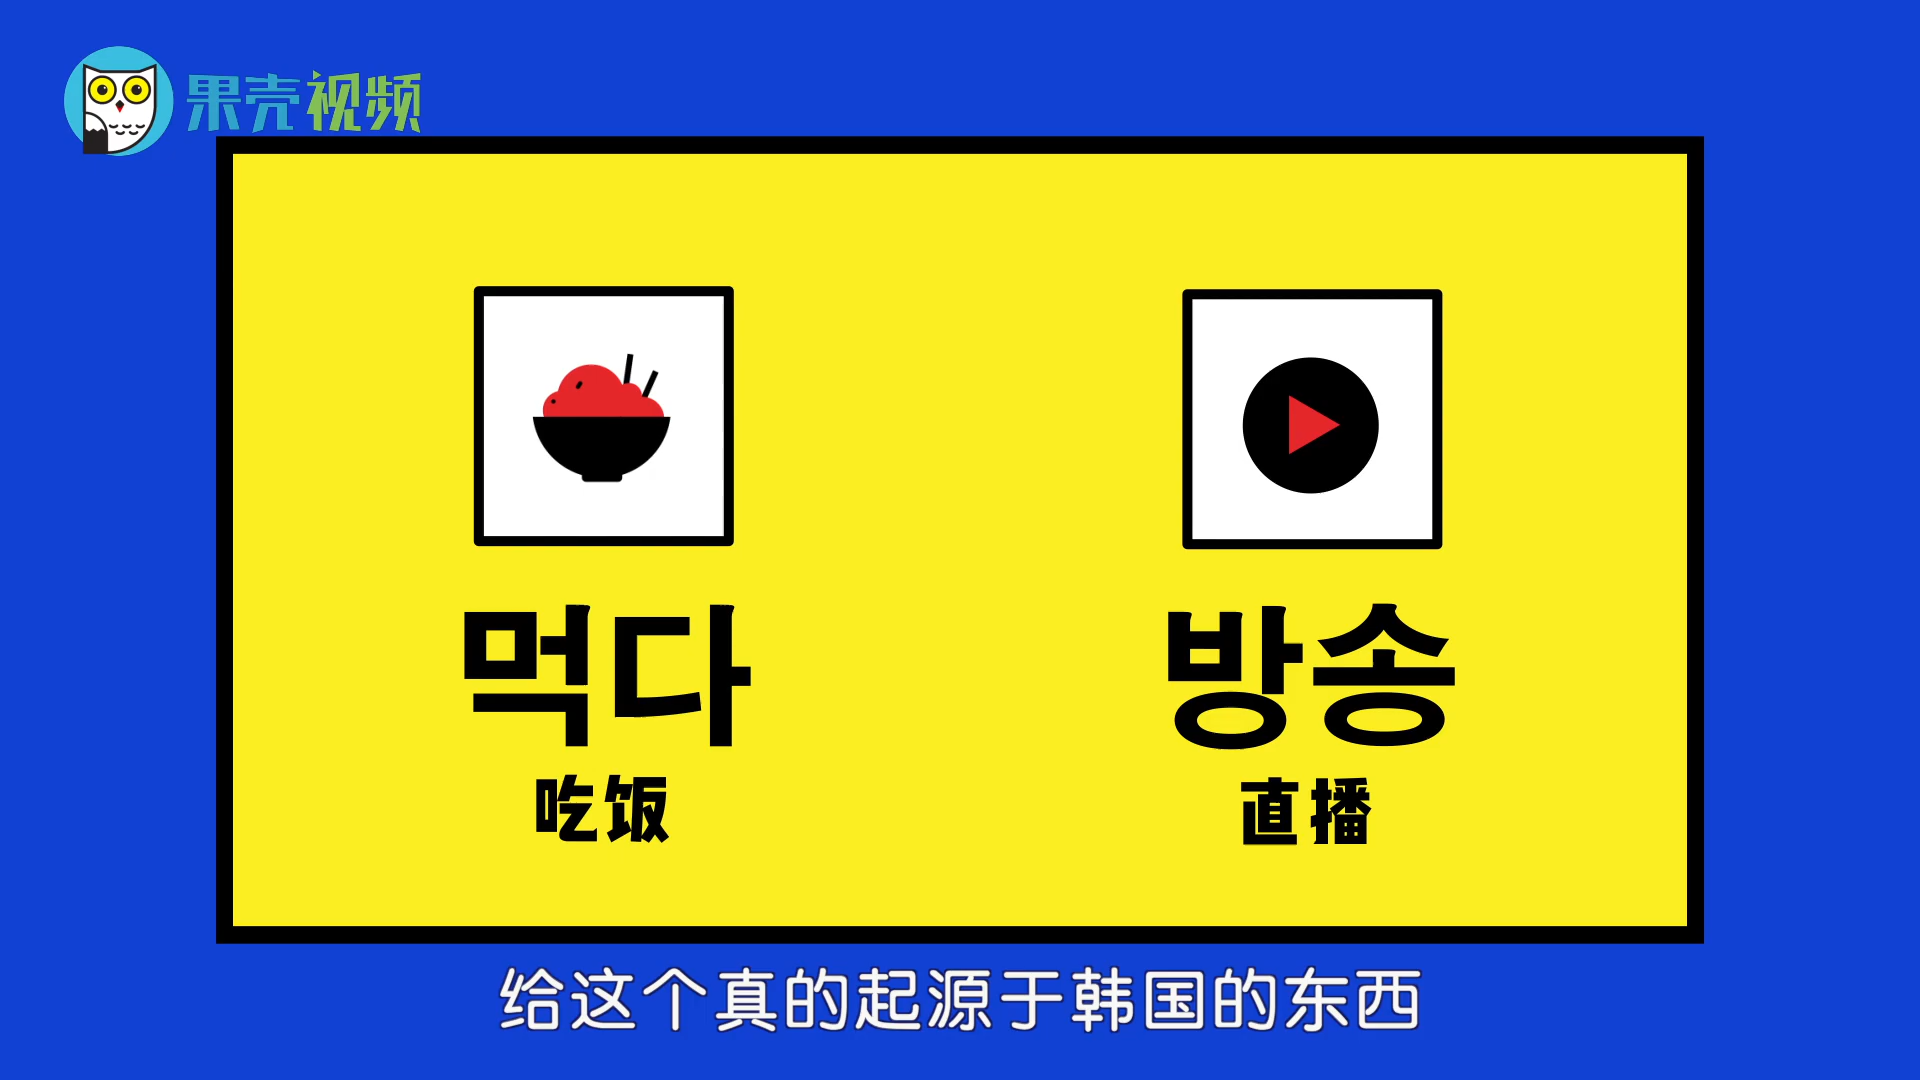 果壳视频
먹다
방송
吃饭
直播
给这个真的起源于韩国的东西